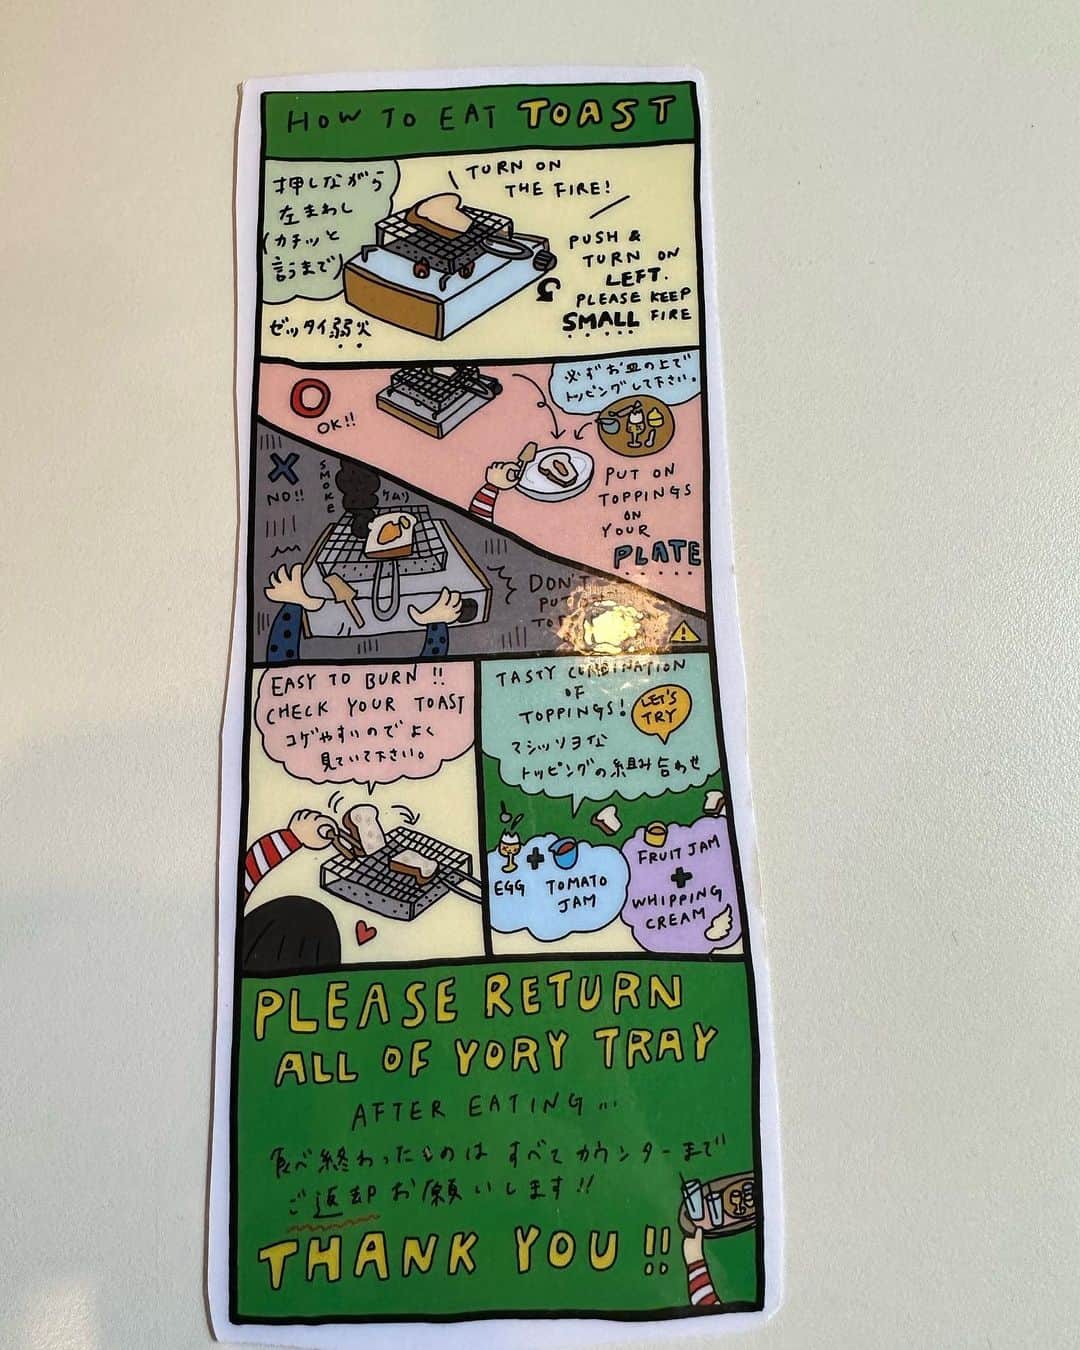 HOW TO EAT TOAST
押しながら
左まわし
(カチッと
言うまで)
ゼッタイ弱火
TURN ON
THE FIRE!
PUSH &
TURN ON
LEFT.
PLEASE KEEP
SMALL FIRE
OK!!
必ずお皿の上で
トッピングして下さい。
PUT ON
TOPPINGS
ON
YOUR
PLATE
NO!!
SMOKE
ケムリ
DON'T
PUT
EASY TO BURN !!
CHECK YOUR TOAST
コゲやすいのでよく
見ていて下さい。
TASTY COMBINATION
OF
TOPPINGS!
LET'S
TRY
マシッソヨな
トッピングの組み合わせ
EGG + TOMATO
JAM
FRUIT JAM
+
WHIPPING
CREAM
PLEASE RETURN
ALL OF YORY TRAY
AFTER EATING...
食べ終わったものはすべてカウンターまで
ご返却お願いします!!
THANK YOU !!